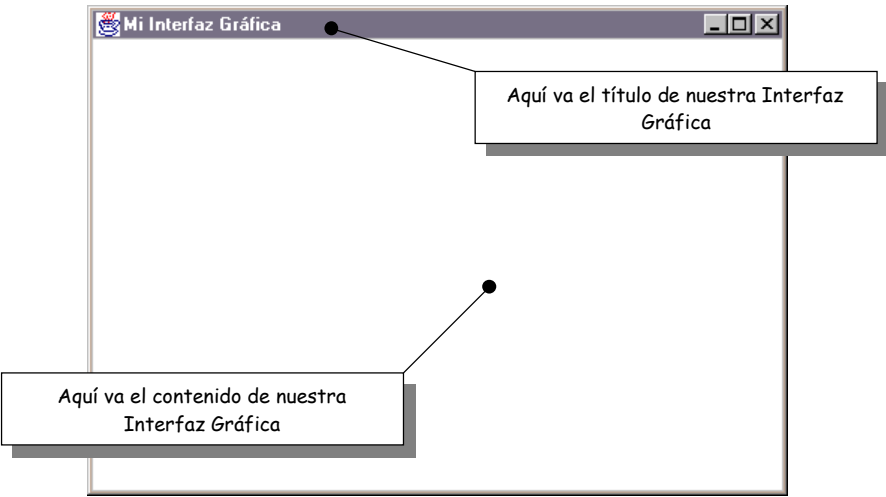 Mi Interfaz Gráfica
Aquí va el título de nuestra Interfaz
Gráfica
Aquí va el contenido de nuestra
Interfaz Gráfica